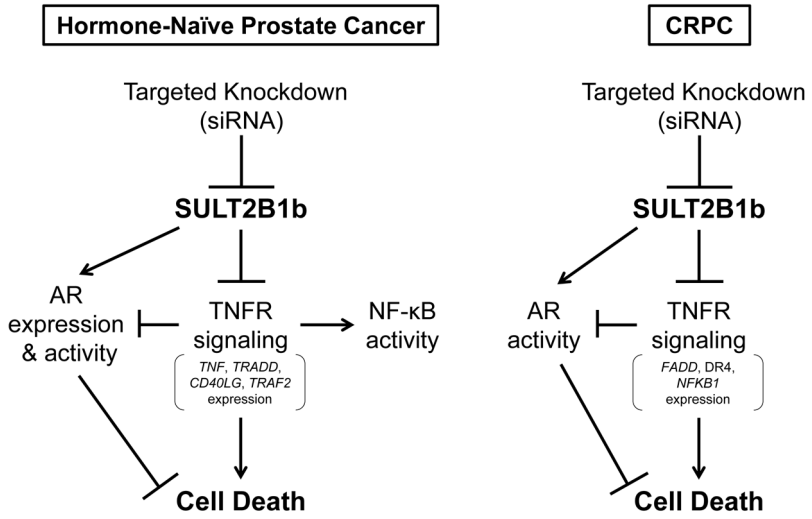 Hormone-Naïve Prostate Cancer
Targeted Knockdown
(siRNA)
SULT2B1b
AR
expression
& activity
TNFR
signaling
NF-κB
activity
TNF, TRADD,
CD40LG, TRAF2
expression
Cell Death
CRPC
Targeted Knockdown
(siRNA)
SULT2B1b
AR
activity
TNFR
signaling
FADD, DR4,
NFKB1
expression
Cell Death